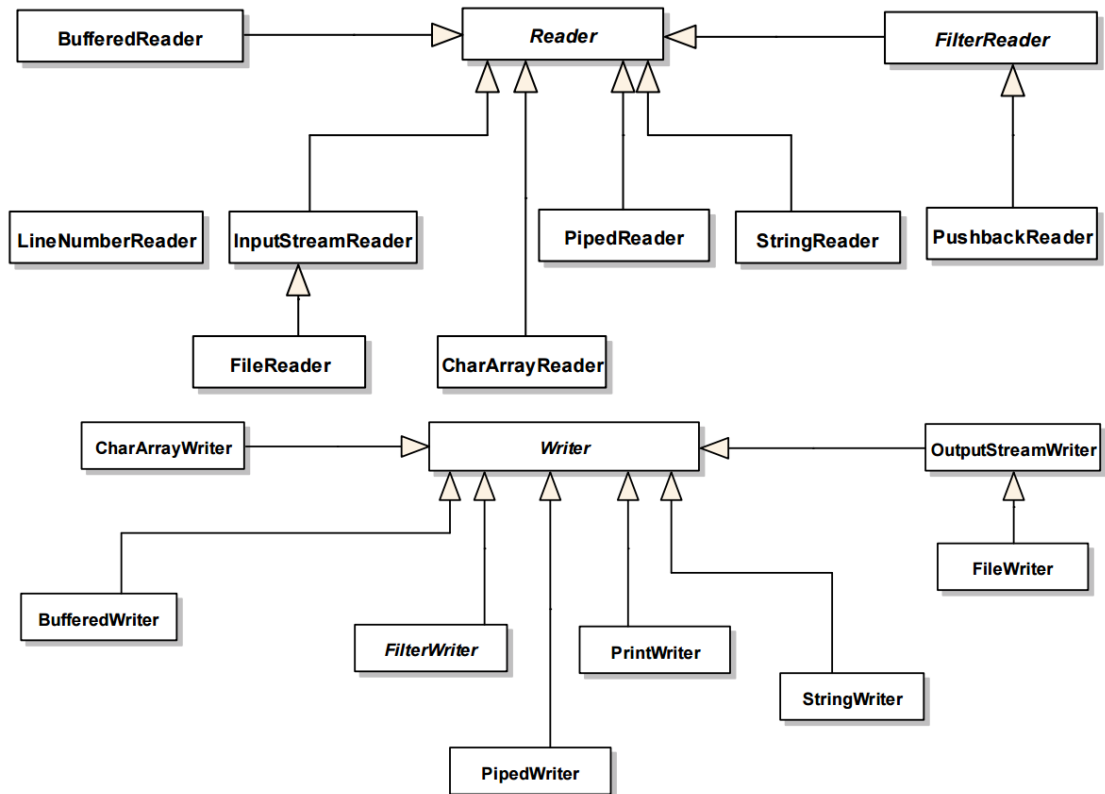 BufferedReader
Reader
FilterReader
LineNumberReader
InputStreamReader
PipedReader
StringReader
PushbackReader
FileReader
CharArrayReader
CharArrayWriter
Writer
OutputStreamWriter
BufferedWriter
FilterWriter
PrintWriter
FileWriter
StringWriter
PipedWriter